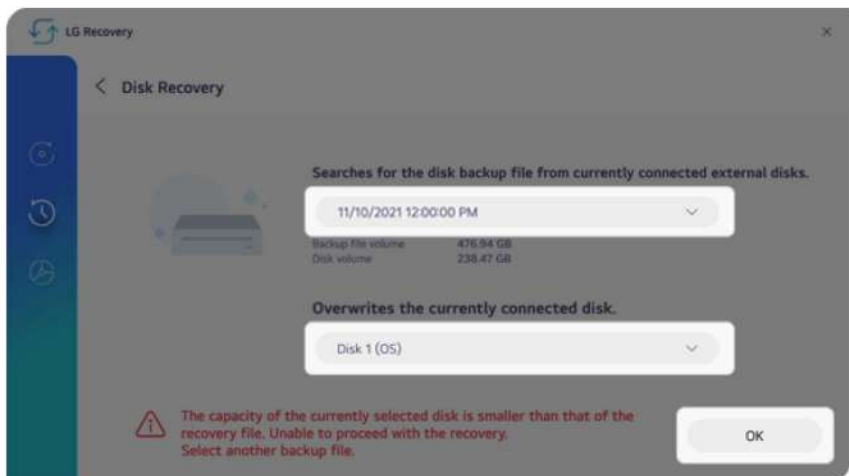 LG Recovery
Disk Recovery
Searches for the disk backup file from currently connected external disks.
11/10/2021 12:00:00 PM
Backup file volume 476.94 GB
Disk volume 238.47 GB
Overwrites the currently connected disk.
Disk 1 (OS)
The capacity of the currently selected disk is smaller than that of the
recovery file. Unable to proceed with the recovery.
Select another backup file.
OK